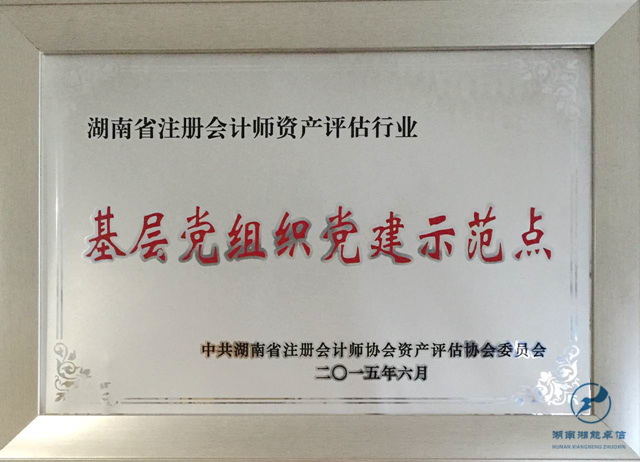 湖南省注册会计师资产评估行业
基层党组织党建示范点
中共湖南省注册会计师协会资产评估协会委员会
二〇一五年六月
湖南湘能卓信
HUNAN XIANGNENG ZHUOXIN